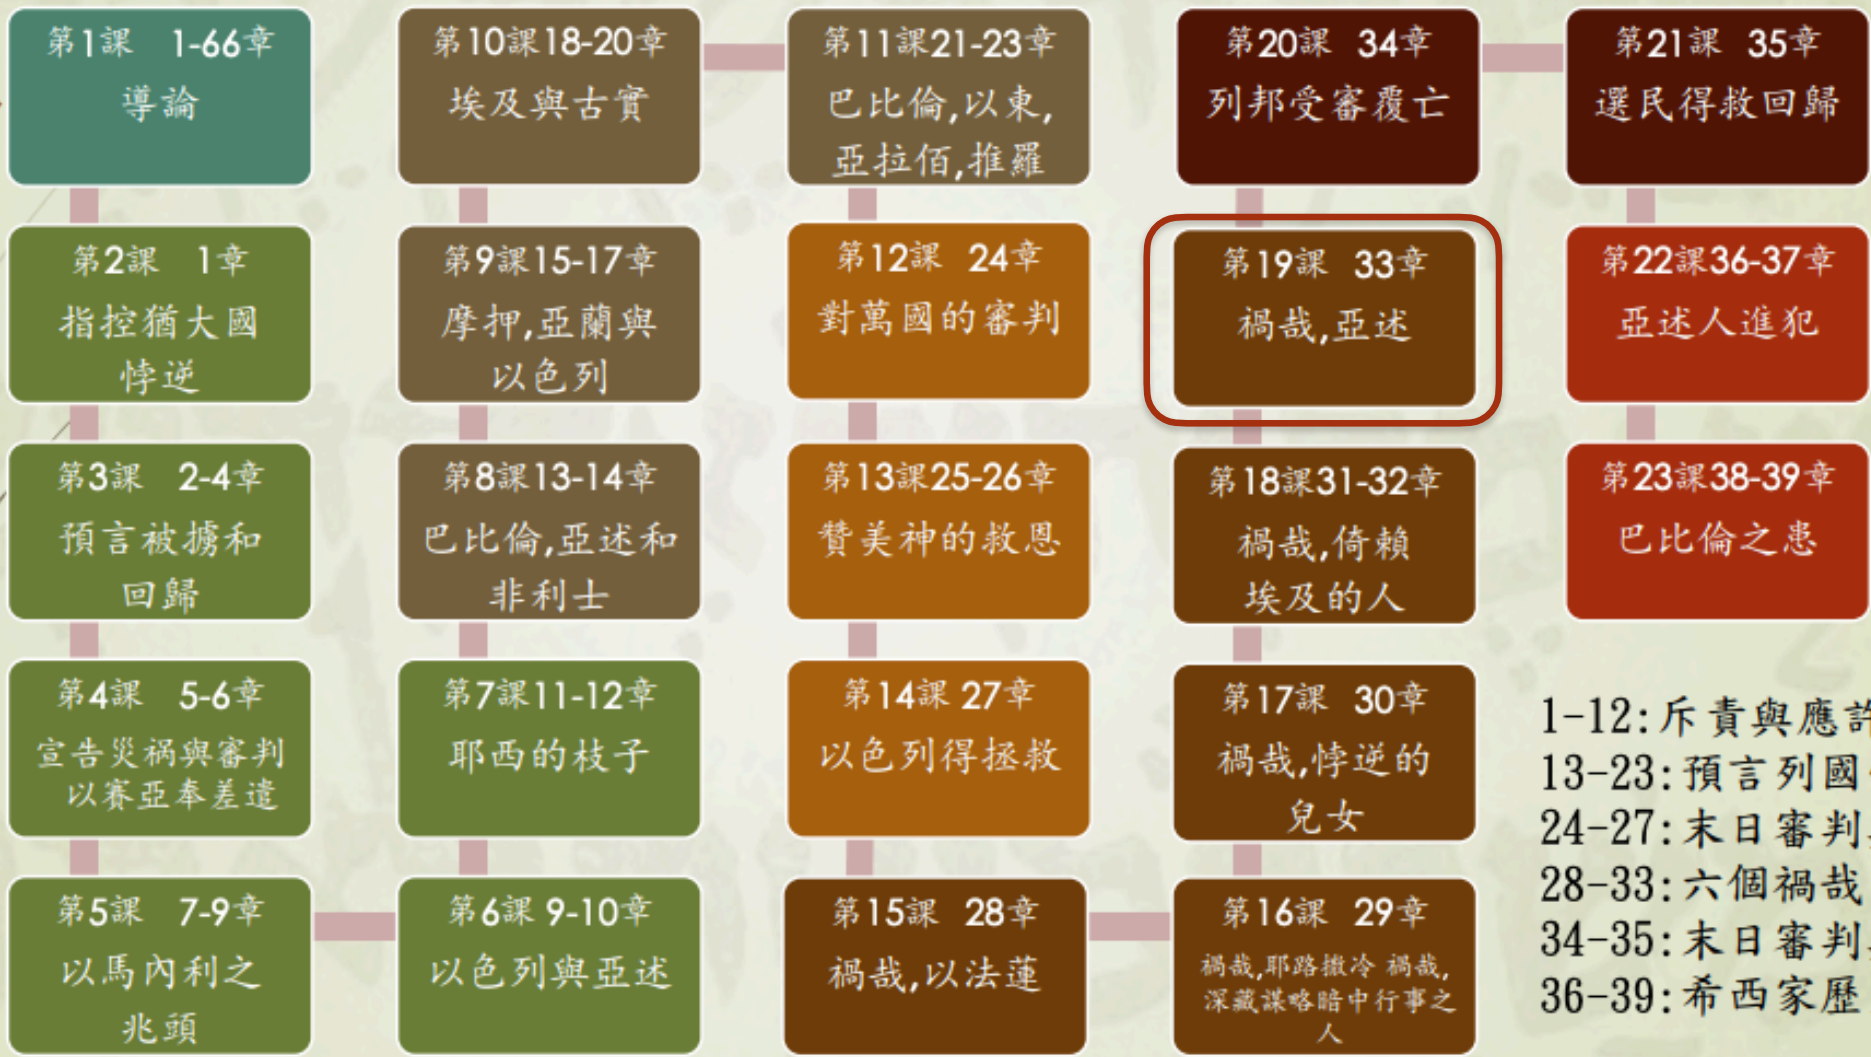 第1課 1-66章
導論
第2課 1章
指控猶大國
悖逆
第3課 2-4章
預言被擄和
回歸
第4課 5-6章
宣告災禍與審判
以賽亞奉差遣
第5課 7-9章
以馬內利之
兆頭
第6課 9-10章
以色列與亞述
第7課11-12章
耶西的枝子
第8課13-14章
巴比倫,亞述和
非利士
第9課15-17章
摩押,亞蘭與
以色列
第10課18-20章
埃及與古實
第11課21-23章
巴比倫,以東,
亞拉伯,推羅
第12課 24章
對萬國的審判
第13課25-26章
贊美神的救恩
第14課 27章
以色列得拯救
第15課 28章
禍哉,以法蓮
第16課 29章
禍哉,耶路撒冷 禍哉,
深藏謀略暗中行事之
人
第17課 30章
禍哉,悖逆的
兒女
第18課31-32章
禍哉,倚賴
埃及的人
第19課 33章
禍哉,亞述
第20課 34章
列邦受審覆亡
第21課 35章
選民得救回歸
第22課36-37章
亞述人進犯
第23課38-39章
巴比倫之患
1-12:斥責與應許
13-23:預言列國
24-27:末日審判
28-33:六個禍哉
34-35:末日審判
36-39:希西家歷